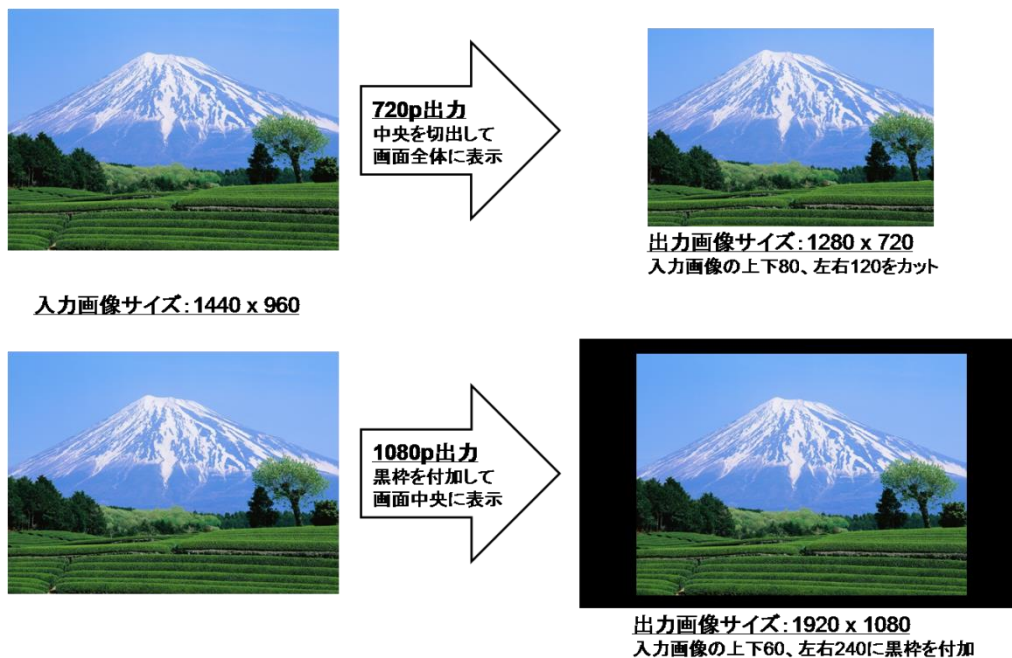 720p出力
中央を切出して
画面全体に表示
出力画像サイズ:1280 x 720
入力画像の上下80、左右120をカット
入力画像サイズ:1440 x 960
1080p出力
黒枠を付加して
画面中央に表示
出力画像サイズ:1920 x 1080
入力画像の上下60、左右240に黒枠を付加